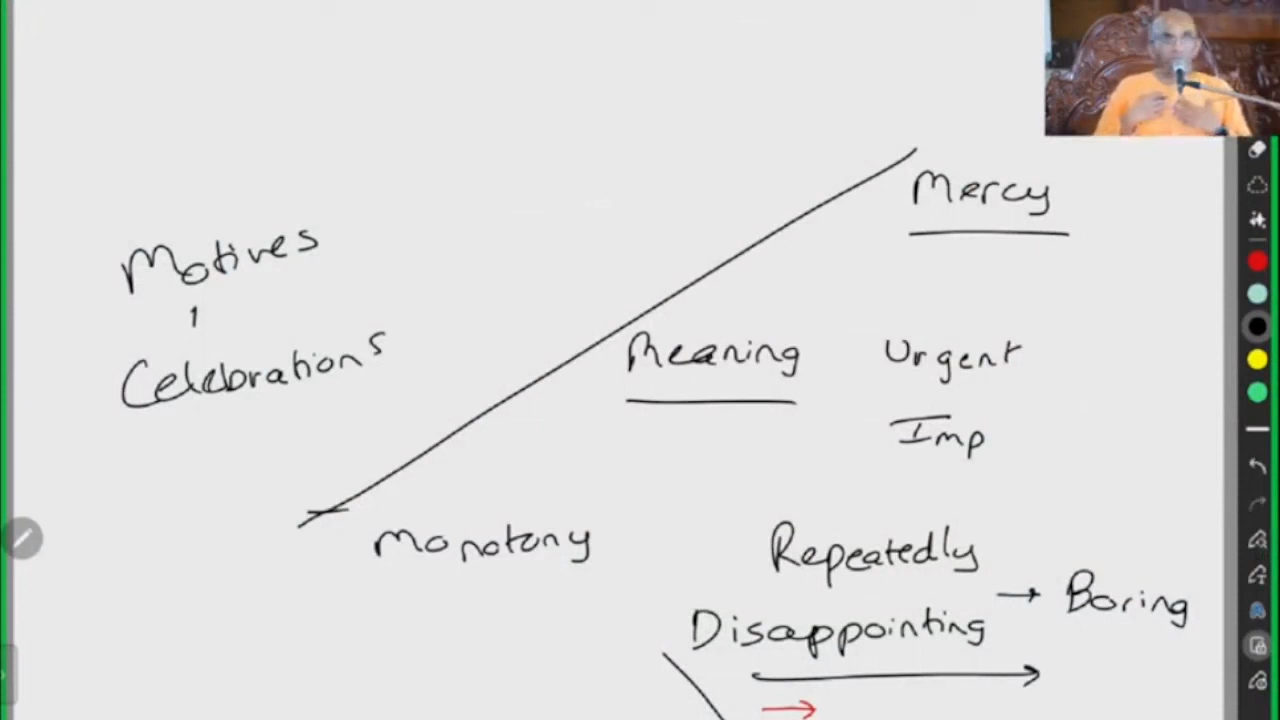 Mercy
Motives
Celebrations
Meaning
Urgent
Imp
Monotony
Repeatedly
Disappointing → Boring